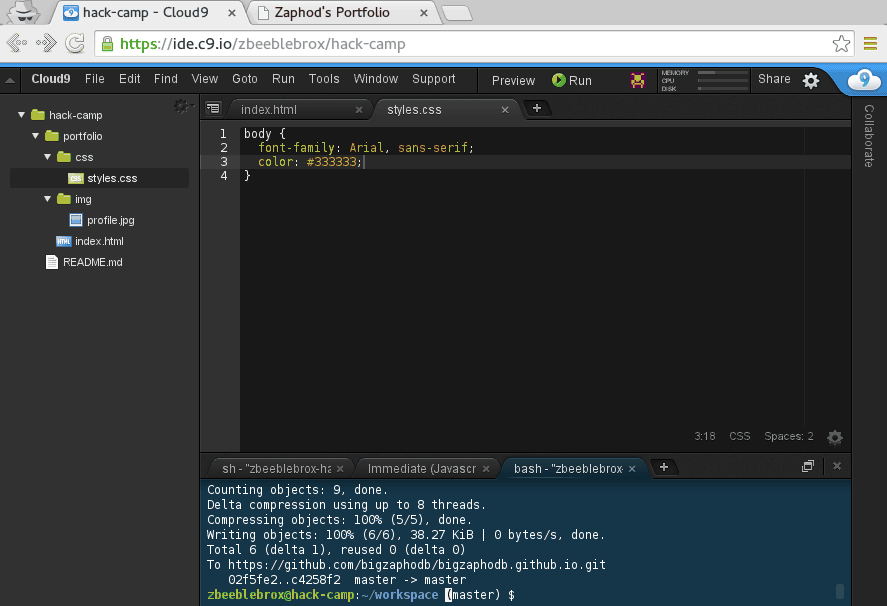 hack-camp - Cloud9
Zaphod's Portfolio
https://ide.c9.io/zbeeblebrox/hack-camp
Cloud9 File Edit Find View Goto Run Tools Window Support Preview Run MEMORY CPU DISK Share 9
hack-camp
portfolio
css
styles.css
img
profile.jpg
index.html
README.md
index.html
styles.css
Collaborate
1 body {
2 font-family: Arial, sans-serif;
3 color: #333333;
4 }
3:18 CSS Spaces: 2
sh - "zbeeblebrox-ha
Immediate (Javascr
bash - "zbeeblebrox-
Counting objects: 9, done.
Delta compression using up to 8 threads.
Compressing objects: 100% (5/5), done.
Writing objects: 100% (6/6), 38.27 KiB | 0 bytes/s, done.
Total 6 (delta 1), reused 0 (delta 0)
To https://github.com/bigzaphodb/bigzaphodb.github.io.git
02f5fe2..c4258f2 master -> master
zbeeblebrox@hack-camp:~/workspace (master) $